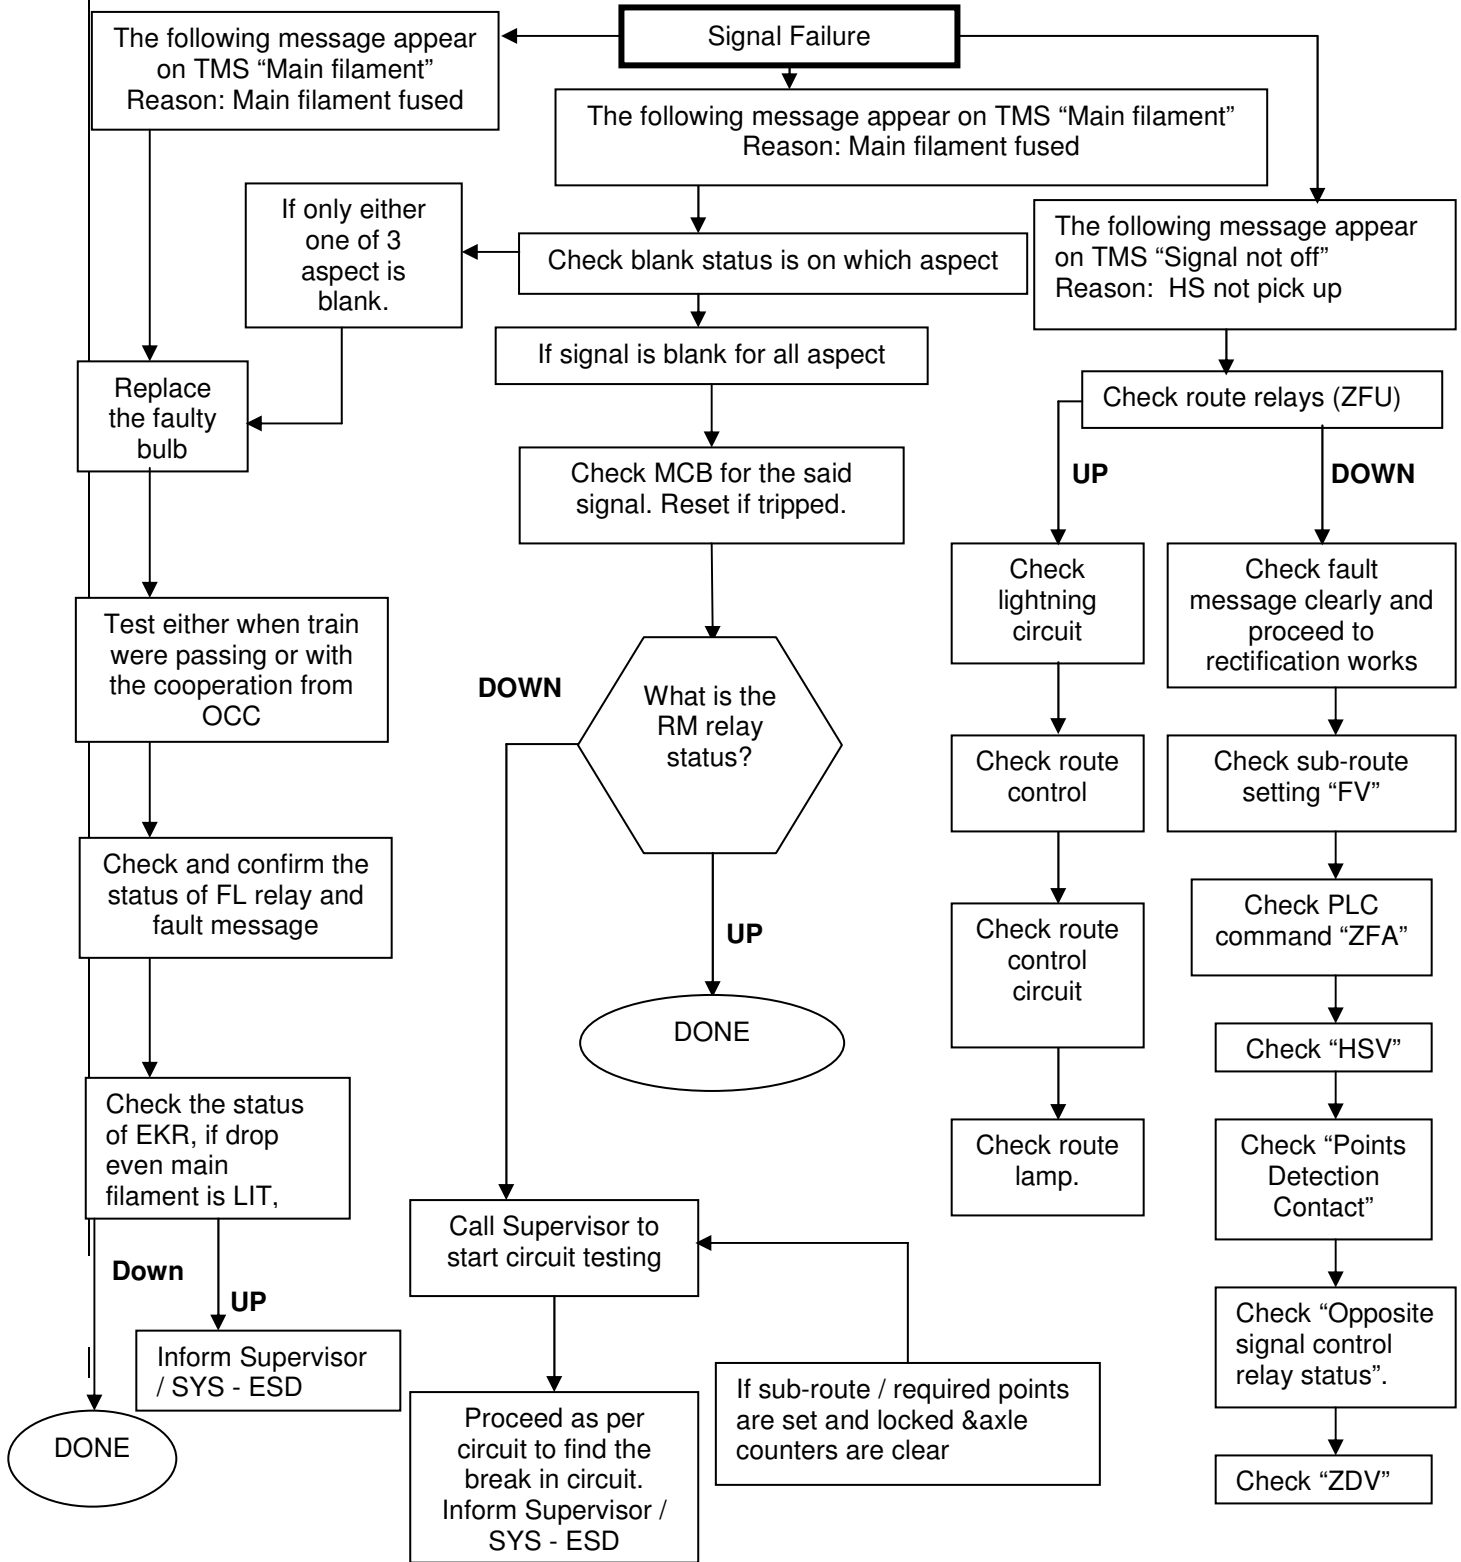 Signal Failure
The following message appear
on TMS “Main filament”
Reason: Main filament fused
The following message appear on TMS “Main filament”
Reason: Main filament fused
The following message appear
on TMS “Signal not off”
Reason:  HS not pick up
If only either
one of 3
aspect is
blank.
Check blank status is on which aspect
If signal is blank for all aspect
Check route relays (ZFU)
Replace
the faulty
bulb
Check MCB for the said
signal. Reset if tripped.
UP
DOWN
Check
lightning
circuit
Check fault
message clearly and
proceed to
rectification works
Test either when train
were passing or with
the cooperation from
OCC
DOWN
What is the
RM relay
status?
Check route
control
Check sub-route
setting “FV”
Check and confirm the
status of FL relay and
fault message
UP
Check route
control
circuit
Check PLC
command “ZFA”
DONE
Check “HSV”
Check the status
of EKR, if drop
even main
filament is LIT,
Check route
lamp.
Check “Points
Detection
Contact”
Call Supervisor to
start circuit testing
Down
UP
Check “Opposite
signal control
relay status”.
Inform Supervisor
/ SYS - ESD
If sub-route / required points
are set and locked &axle
counters are clear
DONE
Proceed as per
circuit to find the
break in circuit.
Inform Supervisor /
SYS - ESD
Check “ZDV”